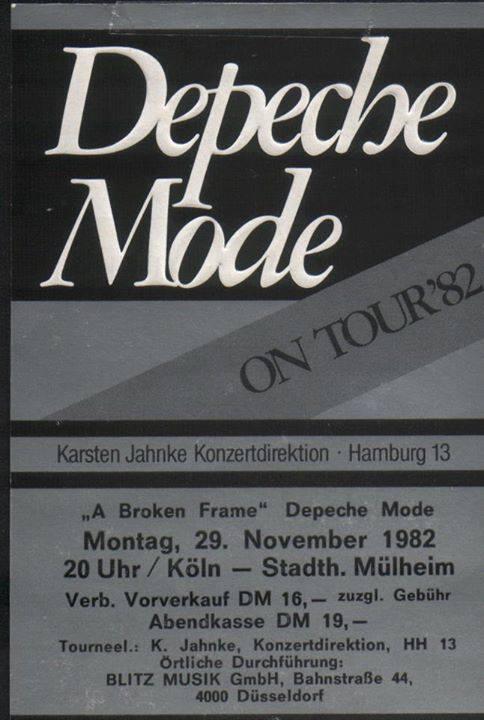 Depeche
Mode
ON TOUR'82
Karsten Jahnke Konzertdirektion · Hamburg 13
„A Broken Frame“ Depeche Mode
Montag, 29. November 1982
20 Uhr / Köln — Stadth. Mülheim
Verb. Vorverkauf DM 16,— zuzgl. Gebühr
Abendkasse DM 19,—
Tourneel.: K. Jahnke, Konzertdirektion, HH 13
Örtliche Durchführung:
BLITZ MUSIK GmbH, Bahnstraße 44,
4000 Düsseldorf